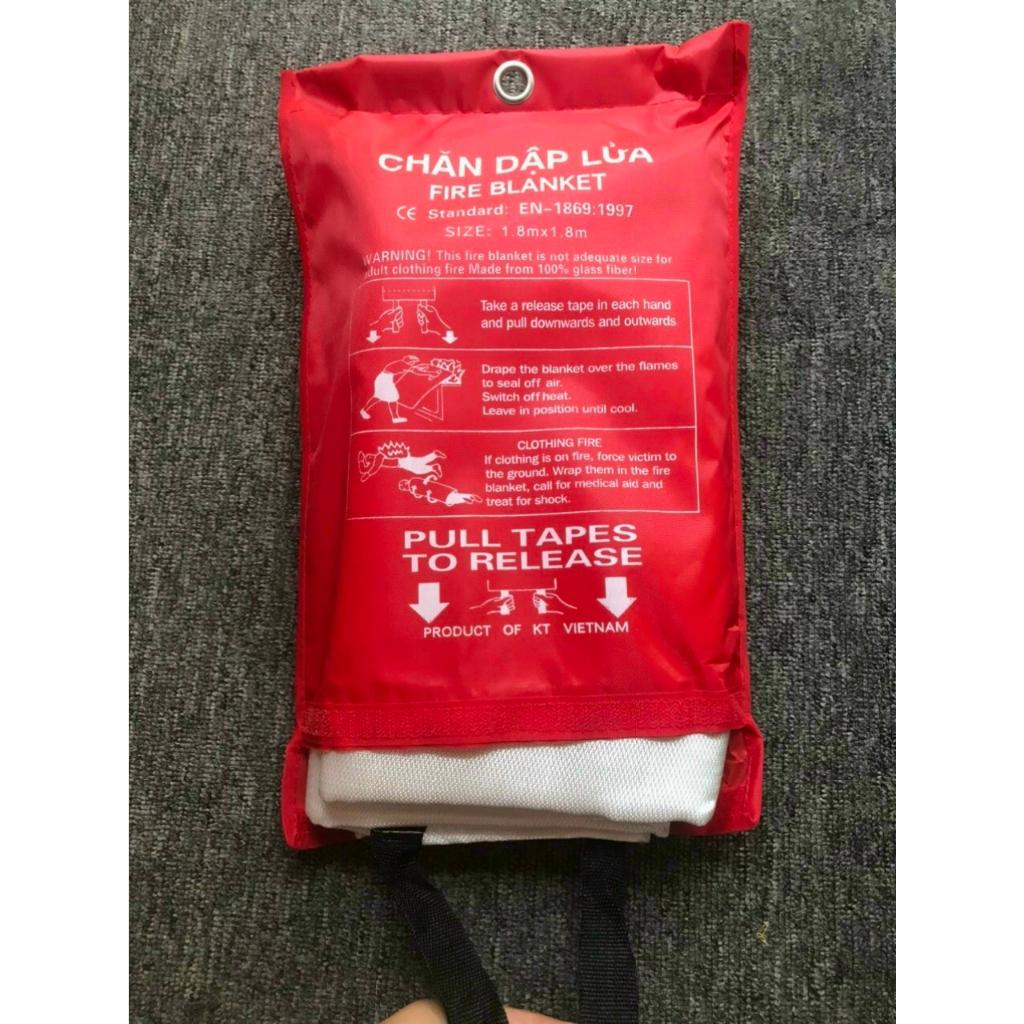 CHĂN DẬP LỬA
FIRE BLANKET
CE Standard: EN-1869:1997
SIZE: 1.8mx1.8m
WARNING! This fire blanket is not adequate size for
adult clothing fire Made from 100% glass fiber!
Take a release tape in each hand
and pull downwards and outwards
Drape the blanket over the flames
to seal off air.
Switch off heat.
Leave in position until cool.
CLOTHING FIRE
If clothing is on fire, force victim to
the ground. Wrap them in the fire
blanket, call for medical aid and
treat for shock.
PULL TAPES
TO RELEASE
PRODUCT OF KT VIETNAM